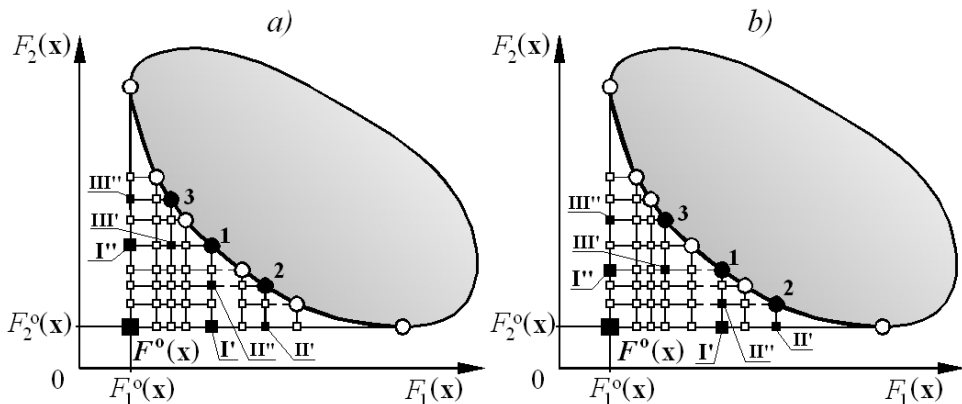 a)
F₂(x)
III''
3
III'
1
I''
2
F₂ᵒ(x)
Fᵒ(x)
I'
II''
II'
0
F₁ᵒ(x)
F₁(x)
b)
F₂(x)
III''
3
III'
1
I''
2
F₂ᵒ(x)
Fᵒ(x)
I'
II''
II'
0
F₁ᵒ(x)
F₁(x)